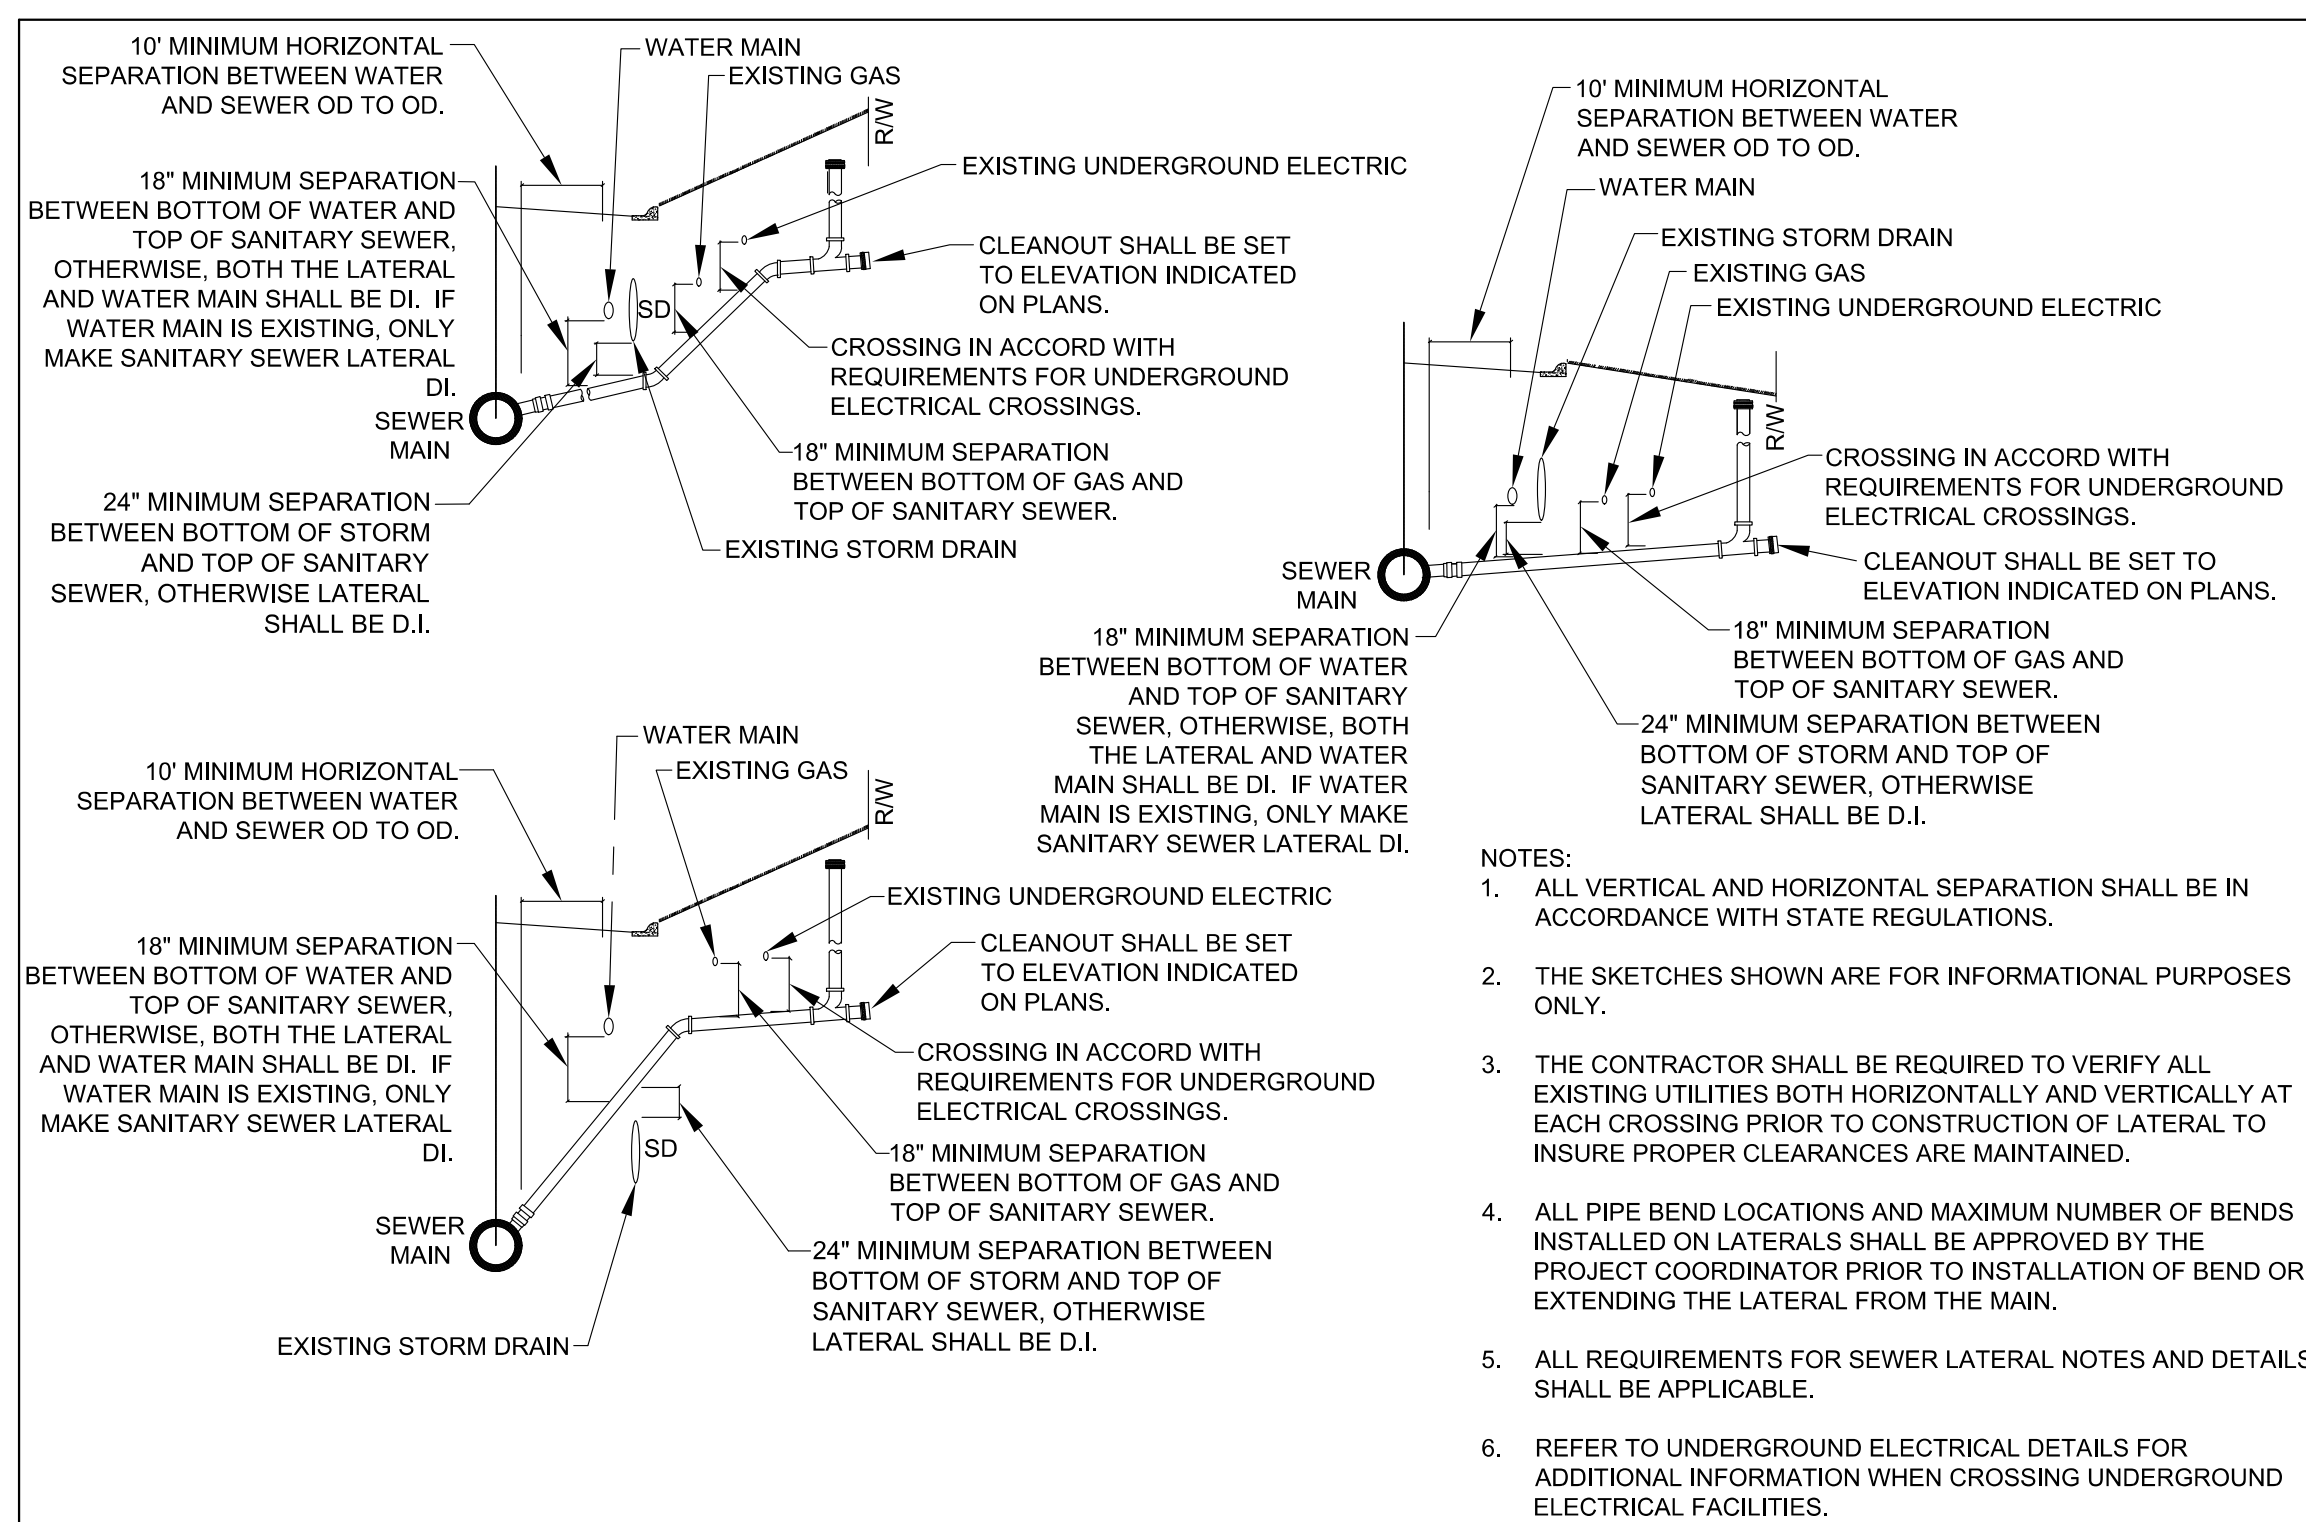 10' MINIMUM HORIZONTAL
SEPARATION BETWEEN WATER
AND SEWER OD TO OD.
WATER MAIN
EXISTING GAS
R/W
EXISTING UNDERGROUND ELECTRIC
18" MINIMUM SEPARATION
BETWEEN BOTTOM OF WATER AND
TOP OF SANITARY SEWER,
OTHERWISE, BOTH THE LATERAL
AND WATER MAIN SHALL BE DI. IF
WATER MAIN IS EXISTING, ONLY
MAKE SANITARY SEWER LATERAL
DI.
SD
CLEANOUT SHALL BE SET
TO ELEVATION INDICATED
ON PLANS.
CROSSING IN ACCORD WITH
REQUIREMENTS FOR UNDERGROUND
ELECTRICAL CROSSINGS.
SEWER
MAIN
18" MINIMUM SEPARATION
BETWEEN BOTTOM OF GAS AND
TOP OF SANITARY SEWER.
24" MINIMUM SEPARATION
BETWEEN BOTTOM OF STORM
AND TOP OF SANITARY
SEWER, OTHERWISE LATERAL
SHALL BE D.I.
EXISTING STORM DRAIN
10' MINIMUM HORIZONTAL
SEPARATION BETWEEN WATER
AND SEWER OD TO OD.
WATER MAIN
EXISTING STORM DRAIN
EXISTING GAS
EXISTING UNDERGROUND ELECTRIC
R/W
CROSSING IN ACCORD WITH
REQUIREMENTS FOR UNDERGROUND
ELECTRICAL CROSSINGS.
CLEANOUT SHALL BE SET TO
ELEVATION INDICATED ON PLANS.
SEWER
MAIN
18" MINIMUM SEPARATION
BETWEEN BOTTOM OF WATER
AND TOP OF SANITARY
SEWER, OTHERWISE, BOTH
THE LATERAL AND WATER
MAIN SHALL BE DI. IF WATER
MAIN IS EXISTING, ONLY MAKE
SANITARY SEWER LATERAL DI.
18" MINIMUM SEPARATION
BETWEEN BOTTOM OF GAS AND
TOP OF SANITARY SEWER.
24" MINIMUM SEPARATION BETWEEN
BOTTOM OF STORM AND TOP OF
SANITARY SEWER, OTHERWISE
LATERAL SHALL BE D.I.
WATER MAIN
EXISTING GAS
R/W
10' MINIMUM HORIZONTAL
SEPARATION BETWEEN WATER
AND SEWER OD TO OD.
EXISTING UNDERGROUND ELECTRIC
18" MINIMUM SEPARATION
BETWEEN BOTTOM OF WATER AND
TOP OF SANITARY SEWER,
OTHERWISE, BOTH THE LATERAL
AND WATER MAIN SHALL BE DI. IF
WATER MAIN IS EXISTING, ONLY
MAKE SANITARY SEWER LATERAL
DI.
CLEANOUT SHALL BE SET
TO ELEVATION INDICATED
ON PLANS.
CROSSING IN ACCORD WITH
REQUIREMENTS FOR UNDERGROUND
ELECTRICAL CROSSINGS.
SD
18" MINIMUM SEPARATION
BETWEEN BOTTOM OF GAS AND
TOP OF SANITARY SEWER.
SEWER
MAIN
24" MINIMUM SEPARATION BETWEEN
BOTTOM OF STORM AND TOP OF
SANITARY SEWER, OTHERWISE
LATERAL SHALL BE D.I.
EXISTING STORM DRAIN
NOTES:
1. ALL VERTICAL AND HORIZONTAL SEPARATION SHALL BE IN
ACCORDANCE WITH STATE REGULATIONS.
2. THE SKETCHES SHOWN ARE FOR INFORMATIONAL PURPOSES
ONLY.
3. THE CONTRACTOR SHALL BE REQUIRED TO VERIFY ALL
EXISTING UTILITIES BOTH HORIZONTALLY AND VERTICALLY AT
EACH CROSSING PRIOR TO CONSTRUCTION OF LATERAL TO
INSURE PROPER CLEARANCES ARE MAINTAINED.
4. ALL PIPE BEND LOCATIONS AND MAXIMUM NUMBER OF BENDS
INSTALLED ON LATERALS SHALL BE APPROVED BY THE
PROJECT COORDINATOR PRIOR TO INSTALLATION OF BEND OR
EXTENDING THE LATERAL FROM THE MAIN.
5. ALL REQUIREMENTS FOR SEWER LATERAL NOTES AND DETAILS
SHALL BE APPLICABLE.
6. REFER TO UNDERGROUND ELECTRICAL DETAILS FOR
ADDITIONAL INFORMATION WHEN CROSSING UNDERGROUND
ELECTRICAL FACILITIES.